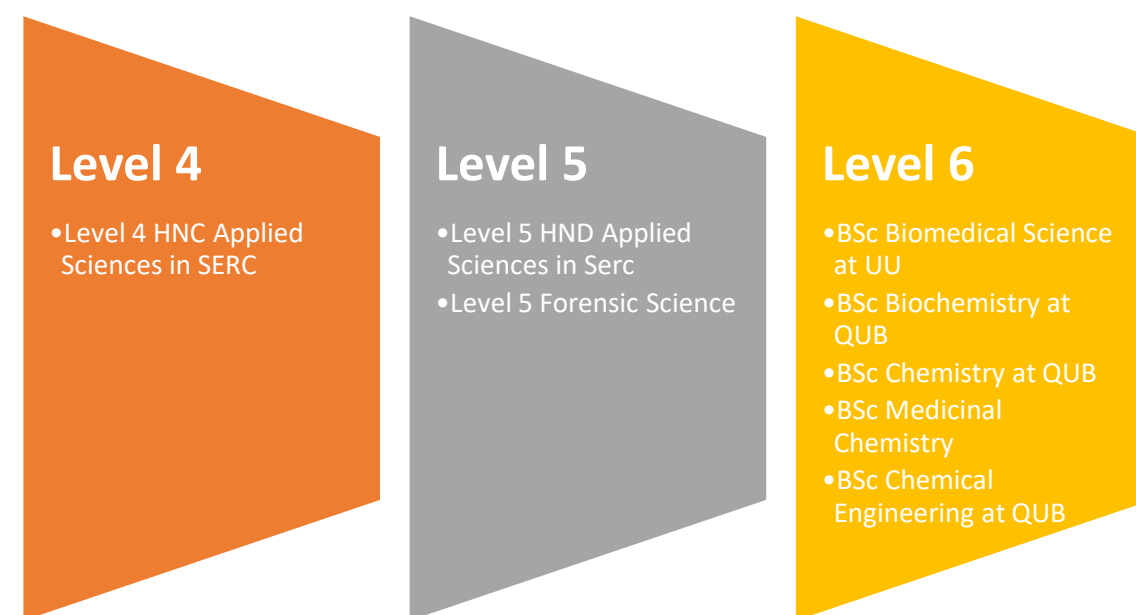 Level 4
•Level 4 HNC Applied
Sciences in SERC
Level 5
•Level 5 HND Applied
Sciences in Serc
•Level 5 Forensic Science
Level 6
•BSc Biomedical Science
at UU
•BSc Biochemistry at
QUB
•BSc Chemistry at QUB
•BSc Medicinal
Chemistry
•BSc Chemical
Engineering at QUB